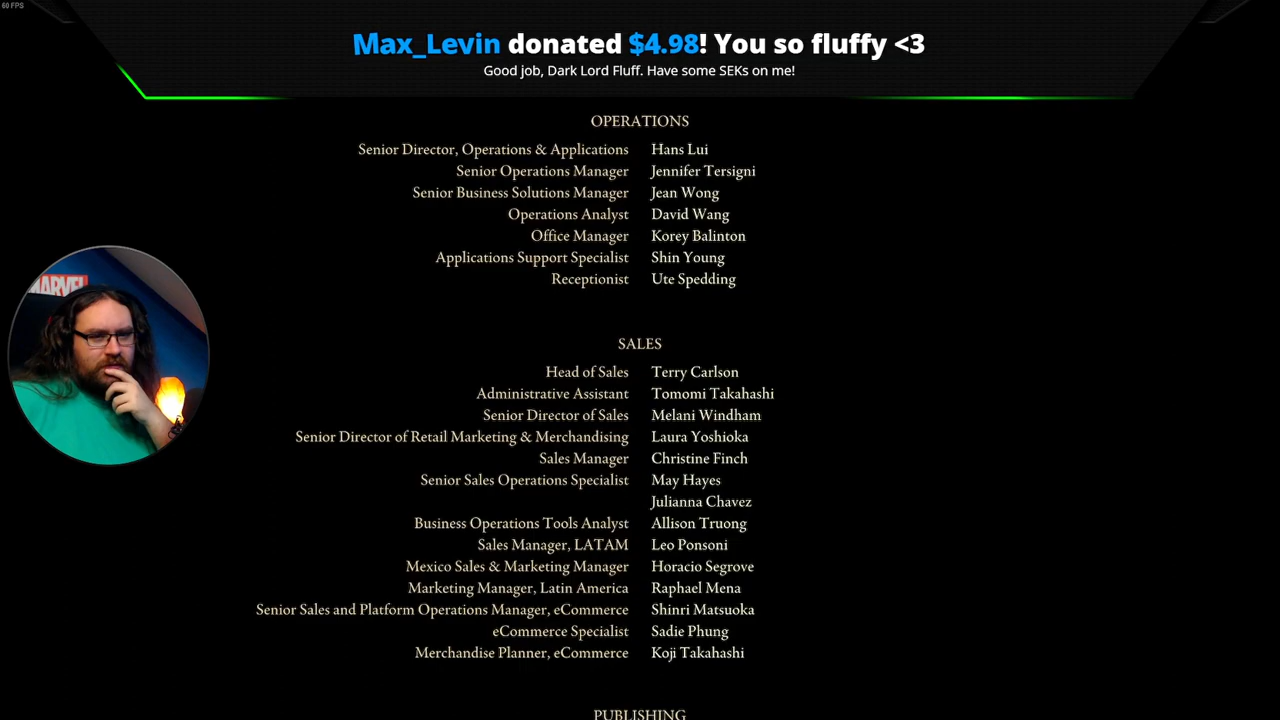 60 FPS
Max_Levin donated $4.98! You so fluffy <3
Good job, Dark Lord Fluff. Have some SEKs on me!
OPERATIONS
Senior Director, Operations & Applications Hans Lui
Senior Operations Manager Jennifer Tersigni
Senior Business Solutions Manager Jean Wong
Operations Analyst David Wang
Office Manager Korey Balinton
Applications Support Specialist Shin Young
Receptionist Ute Spedding
MARVEL
SALES
Head of Sales Terry Carlson
Administrative Assistant Tomomi Takahashi
Senior Director of Sales Melani Windham
Senior Director of Retail Marketing & Merchandising Laura Yoshioka
Sales Manager Christine Finch
Senior Sales Operations Specialist May Hayes
Julianna Chavez
Business Operations Tools Analyst Allison Truong
Sales Manager, LATAM Leo Ponsoni
Mexico Sales & Marketing Manager Horacio Segrove
Marketing Manager, Latin America Raphael Mena
Senior Sales and Platform Operations Manager, eCommerce Shinri Matsuoka
eCommerce Specialist Sadie Phung
Merchandise Planner, eCommerce Koji Takahashi
PUBLISHING